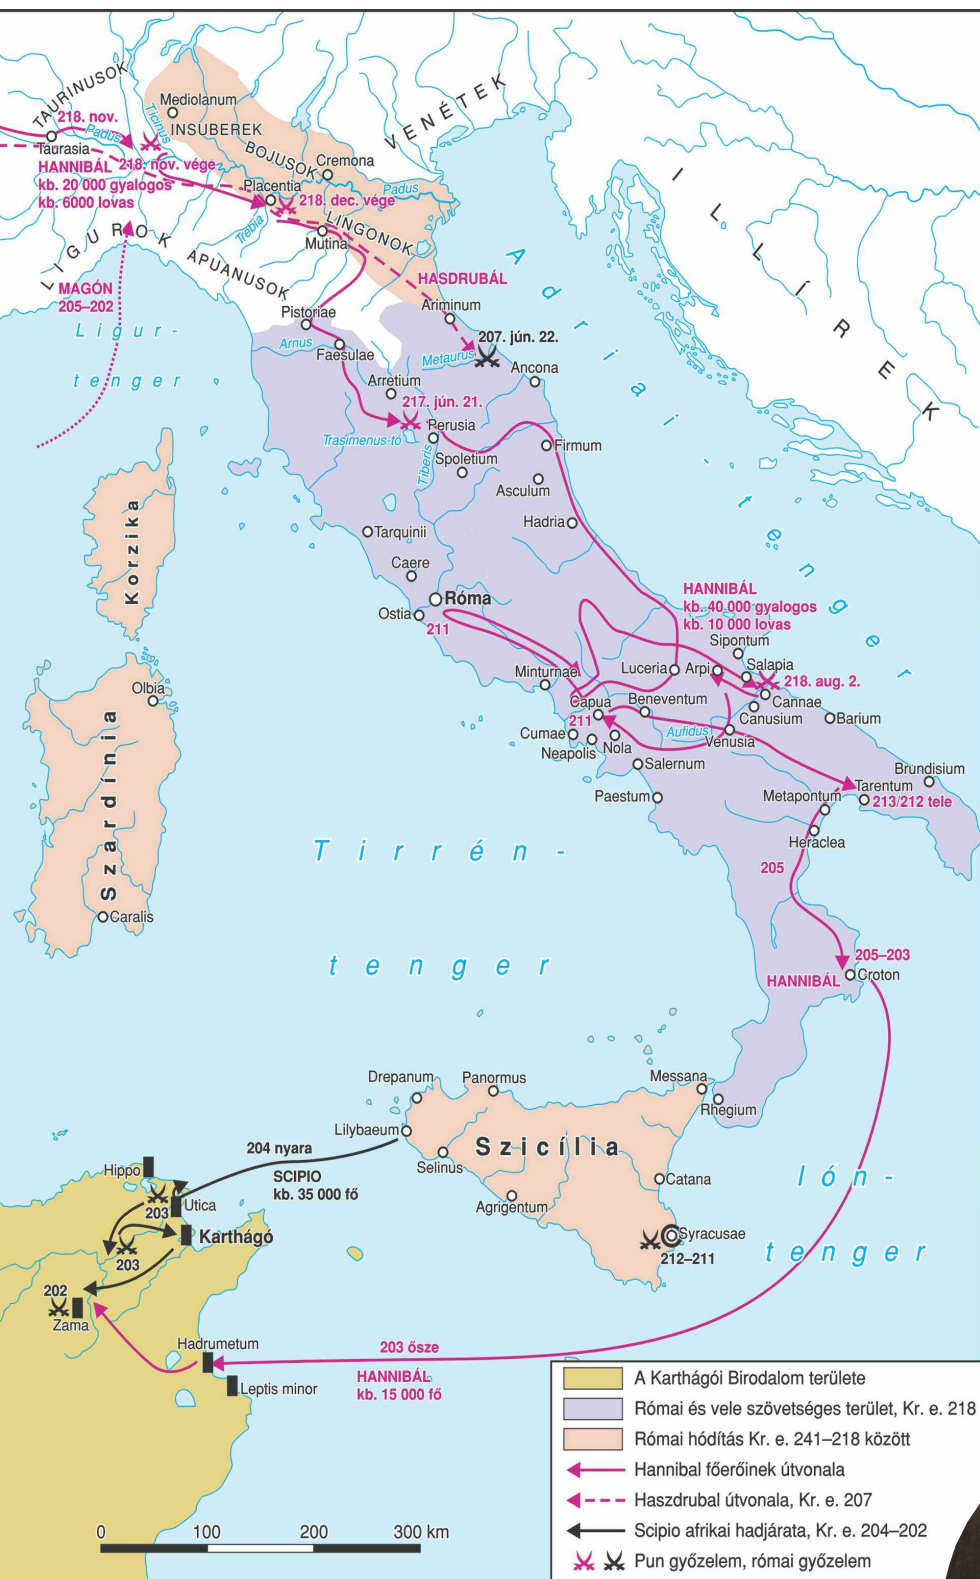 TAURINUSOK
218. nov.
Padus
Taurasia
HANNIBÁL
kb. 20 000 gyalogos
kb. 6000 lovas
218. nov. vége
Ticinus
Mediolanum
INSUBEREK
BOJUSOK
Cremona
VENÉTEK
Placentia
218. dec. vége
Padus
Trebia
LINGONOK
Mutina
LIGUROK
APUANUSOK
MAGÓN
205–202
Ligur-
tenger
HASDRUBÁL
Ariminum
Pistoriae
Arnus
Faesulae
207. jún. 22.
Metaurus
Ancona
Arretium
217. jún. 21.
Perusia
Trasimenus-tó
Tiberis
Spoletium
Firmum
Asculum
Hadria
Tarquinii
Caere
Róma
Ostia
211
ILLÍREK
Adriai-
tenger
Korzika
Szardínia
Olbia
Caralis
HANNIBÁL
kb. 40 000 gyalogos
kb. 10 000 lovas
Sipontum
Luceria
Arpi
Salapia
218. aug. 2.
Cannae
Canusium
Barium
Minturnae
Capua
211
Beneventum
Aufidus
Venusia
Cumae
Neapolis
Nola
Salernum
Paestum
Brundisium
Tarentum
213/212 tele
Metapontum
Heraclea
205
Tirrén-
tenger
205–203
HANNIBÁL
Croton
Drepanum
Panormus
Messana
Rhegium
Lilybaeum
Szicília
Selinus
Agrigentum
Catana
Syracusae
212–211
Ión-
tenger
204 nyara
SCIPIO
kb. 35 000 fő
Hippo
203
Utica
Karthágó
203
202
Zama
Hadrumetum
Leptis minor
203 ősze
HANNIBÁL
kb. 15 000 fő
A Karthágói Birodalom területe
Római és vele szövetséges terület, Kr. e. 218
Római hódítás Kr. e. 241–218 között
Hannibal főerőinek útvonala
Haszdrubal útvonala, Kr. e. 207
Scipio afrikai hadjárata, Kr. e. 204–202
Pun győzelem, római győzelem
0 100 200 300 km